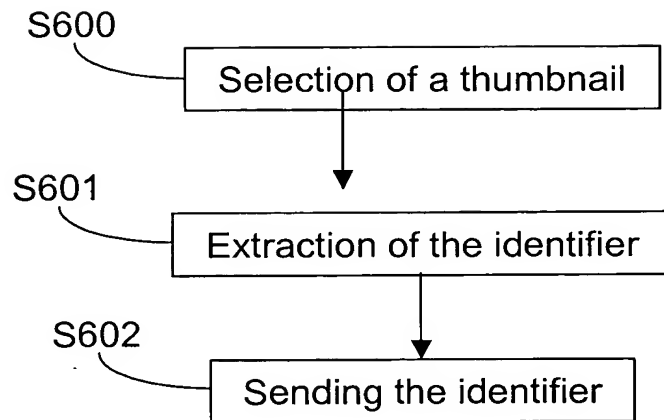 S600
Selection of a thumbnail
S601
Extraction of the identifier
S602
Sending the identifier